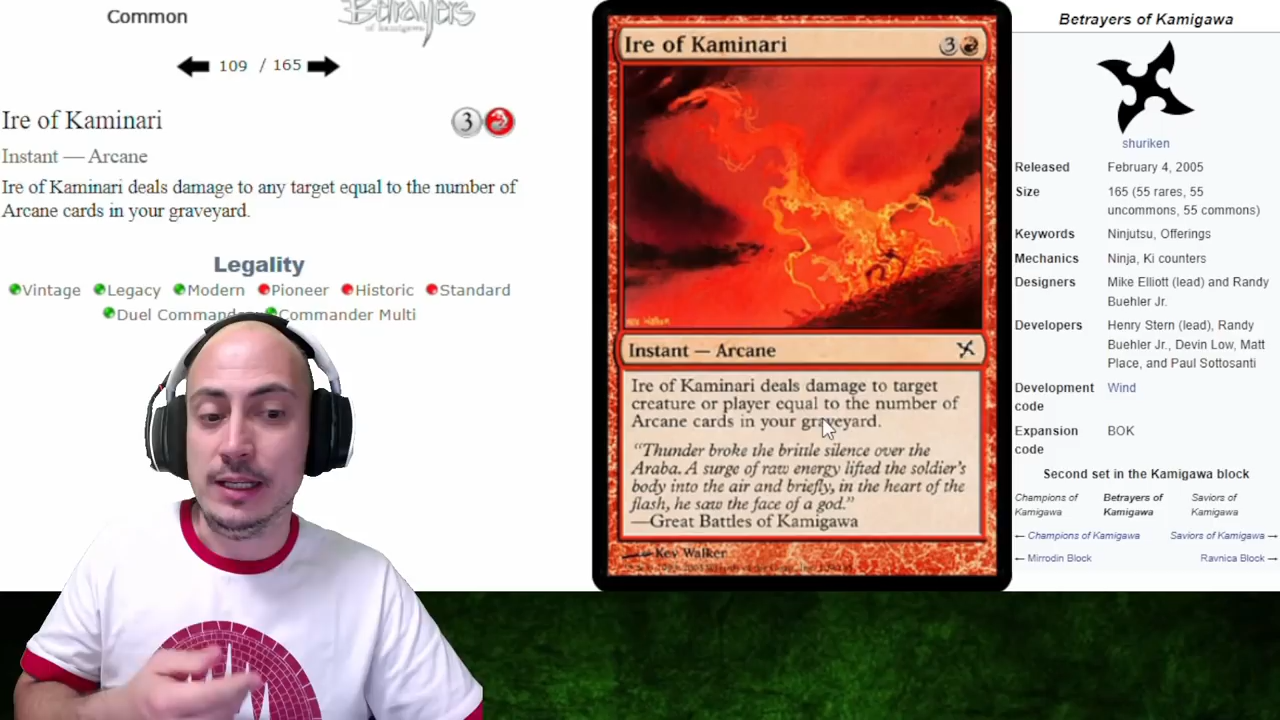 Common
Betrayers
of kamigawa
109 / 165
Ire of Kaminari
3
Instant — Arcane
Ire of Kaminari deals damage to any target equal to the number of
Arcane cards in your graveyard.
Legality
Vintage Legacy Modern Pioneer Historic Standard
Duel Commander Commander Multi
Ire of Kaminari 3
Kev Walker
Instant — Arcane
Ire of Kaminari deals damage to target
creature or player equal to the number of
Arcane cards in your graveyard.
“Thunder broke the brittle silence over the
Araba. A surge of raw energy lifted the soldier’s
body into the air and briefly, in the heart of the
flash, he saw the face of a god.”
—Great Battles of Kamigawa
Kev Walker
Betrayers of Kamigawa
shuriken
Released February 4, 2005
Size 165 (55 rares, 55
uncommons, 55 commons)
Keywords Ninjutsu, Offerings
Mechanics Ninja, Ki counters
Designers Mike Elliott (lead) and Randy
Buehler Jr.
Developers Henry Stern (lead), Randy
Buehler Jr., Devin Low, Matt
Place, and Paul Sottosanti
Development Wind
code
Expansion BOK
code
Second set in the Kamigawa block
Champions of Betrayers of Saviors of
Kamigawa Kamigawa Kamigawa
← Champions of Kamigawa Saviors of Kamigawa →
← Mirrodin Block Ravnica Block →